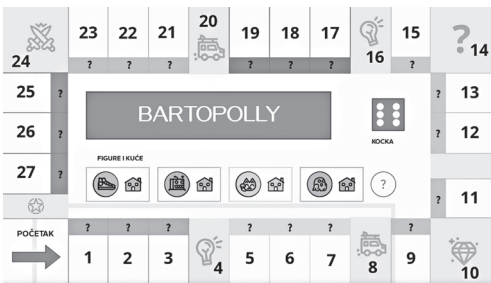 20
23 22 21 19 18 17 15
? ? ? ? ? ? ?
24 16 ? 14
25 ? ? 13
BARTOPOLLY
26 ? ? 12
KOCKA
FIGURE I KUĆE
27 ? ?
? 11
POČETAK
? ? ? ? ? ? ?
1 2 3 4 5 6 7 8 9 10